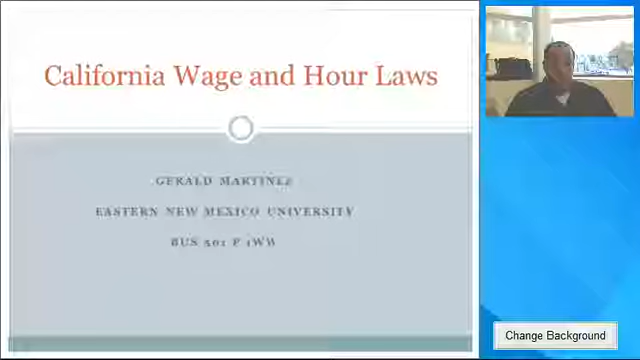 California Wage and Hour Laws
GERALD MARTINEZ
EASTERN NEW MEXICO UNIVERSITY
BUS 501 P 1WW
Change Background